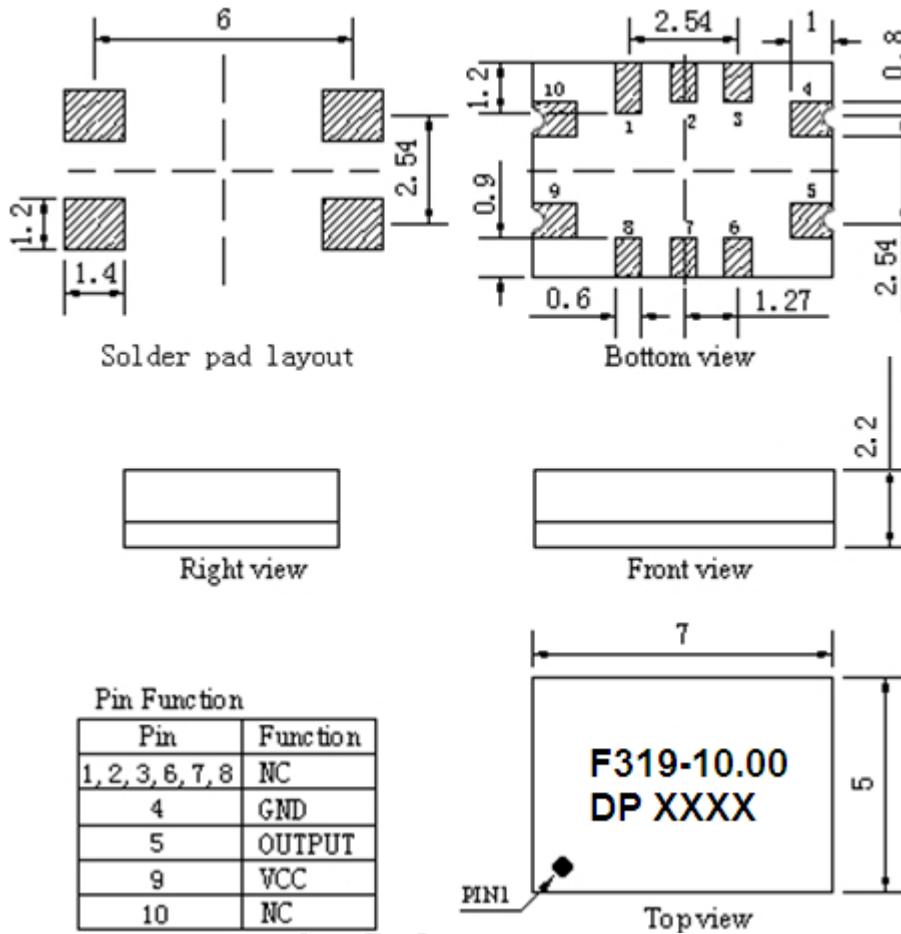 6
2.54
1.2
1.4
Solder pad layout
2.54
1
0.8
1.2
10
1
2
3
4
0.9
9
8
7
6
5
2.54
0.6
1.27
Bottom view
Right view
2.2
Front view
Pin Function
Pin Function
1, 2, 3, 6, 7, 8 NC
4 GND
5 OUTPUT
9 VCC
10 NC
7
F319-10.00
DP XXXX
5
PIN1
Top view